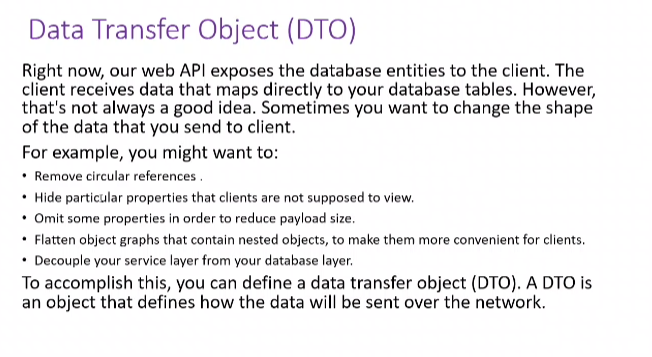 Data Transfer Object (DTO)
Right now, our web API exposes the database entities to the client. The
client receives data that maps directly to your database tables. However,
that's not always a good idea. Sometimes you want to change the shape
of the data that you send to client.
For example, you might want to:
• Remove circular references .
• Hide particular properties that clients are not supposed to view.
• Omit some properties in order to reduce payload size.
• Flatten object graphs that contain nested objects, to make them more convenient for clients.
• Decouple your service layer from your database layer.
To accomplish this, you can define a data transfer object (DTO). A DTO is
an object that defines how the data will be sent over the network.